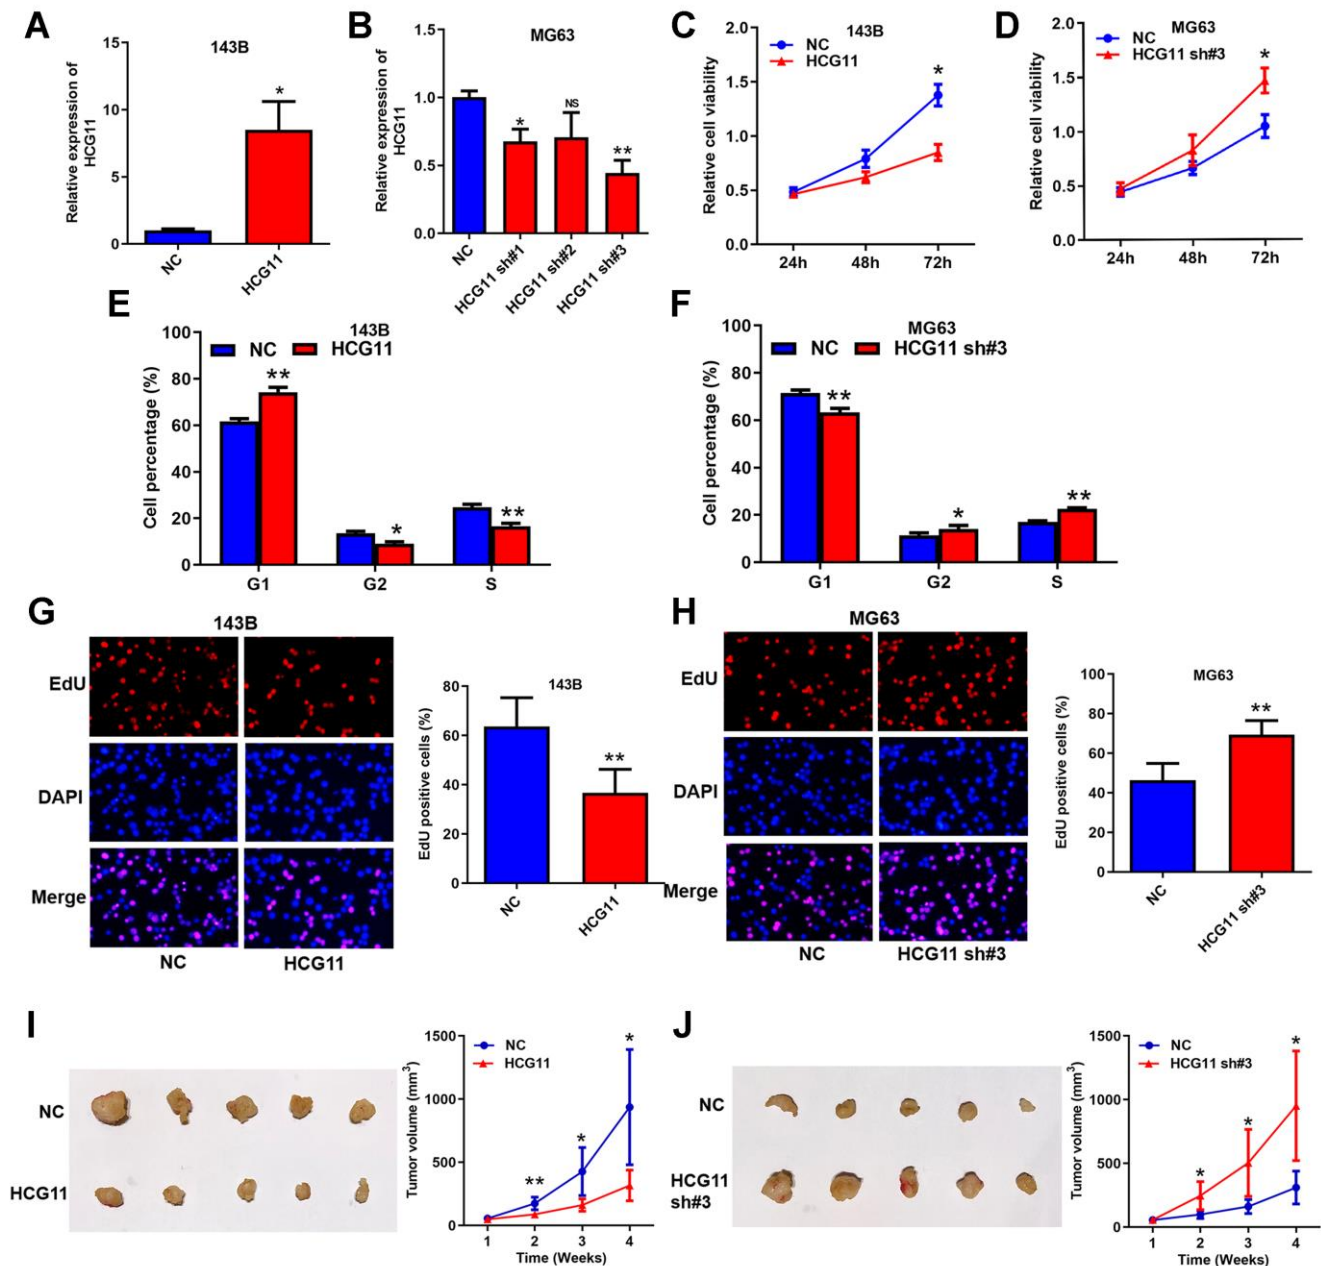 A
143B
Relative expression of
HCG11
15
10
5
0
*
NC
HCG11
B
MG63
Relative expression of
HCG11
1.5
1.0
0.5
0.0
*
NS
**
NC
HCG11 sh#1
HCG11 sh#2
HCG11 sh#3
C
143B
NC
HCG11
Relative cell viability
2.0
1.5
1.0
0.5
0.0
*
24h
48h
72h
D
MG63
NC
HCG11 sh#3
Relative cell viability
2.0
1.5
1.0
0.5
0.0
*
24h
48h
72h
E
143B
NC
HCG11
Cell percentage (%)
100
80
60
40
20
0
**
*
**
G1
G2
S
F
MG63
NC
HCG11 sh#3
Cell percentage (%)
100
80
60
40
20
0
**
*
**
G1
G2
S
G
143B
EdU
DAPI
Merge
NC
HCG11
143B
EdU positive cells (%)
80
60
40
20
0
**
NC
HCG11
H
MG63
EdU
DAPI
Merge
NC
HCG11 sh#3
MG63
EdU positive cells (%)
100
80
60
40
20
0
**
NC
HCG11 sh#3
I
NC
HCG11
NC
HCG11
Tumor volume (mm³)
1500
1000
500
0
**
*
*
1
2
3
4
Time (Weeks)
J
NC
HCG11
sh#3
NC
HCG11 sh#3
Tumor volume (mm³)
1500
1000
500
0
*
*
*
1
2
3
4
Time (Weeks)